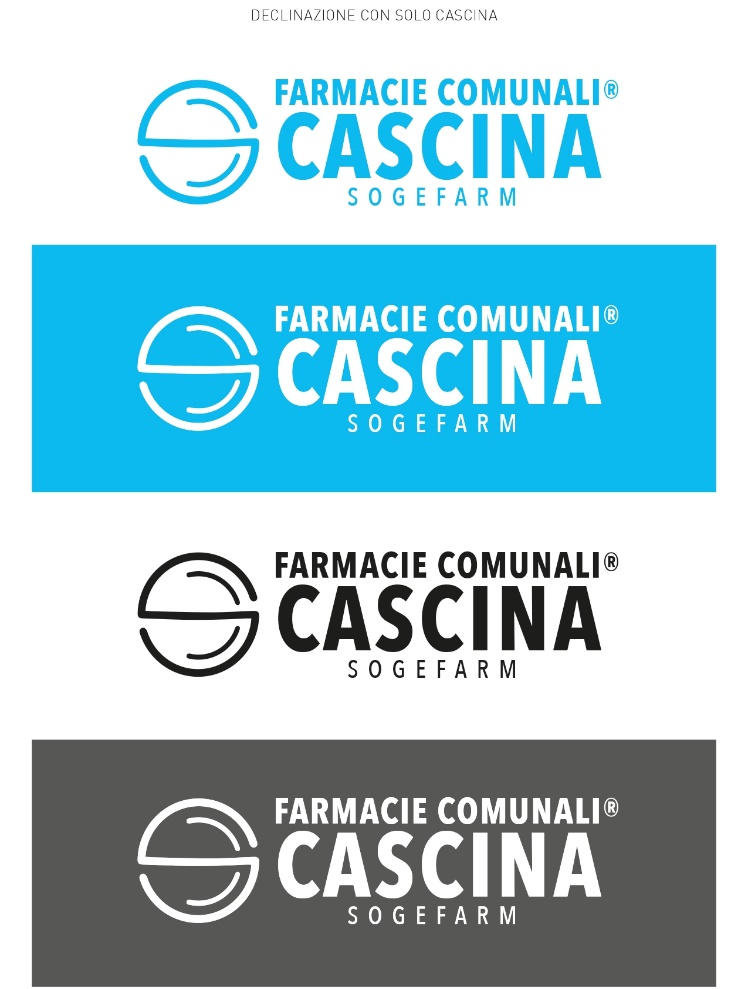 DECLINAZIONE CON SOLO CASCINA
FARMACIE COMUNALI®
CASCINA
SOGEFARM
FARMACIE COMUNALI®
CASCINA
SOGEFARM
FARMACIE COMUNALI®
CASCINA
SOGEFARM
FARMACIE COMUNALI®
CASCINA
SOGEFARM